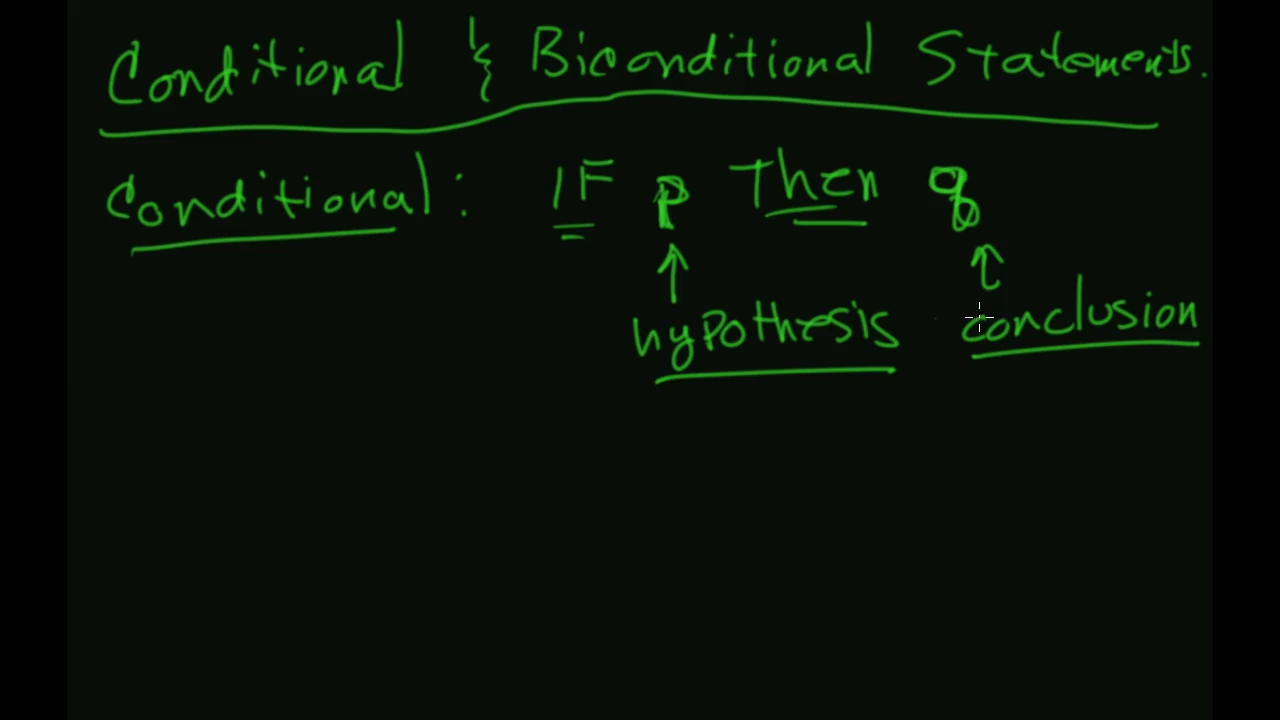 Conditional & Biconditional Statements.
Conditional: IF p Then q
hypothesis conclusion